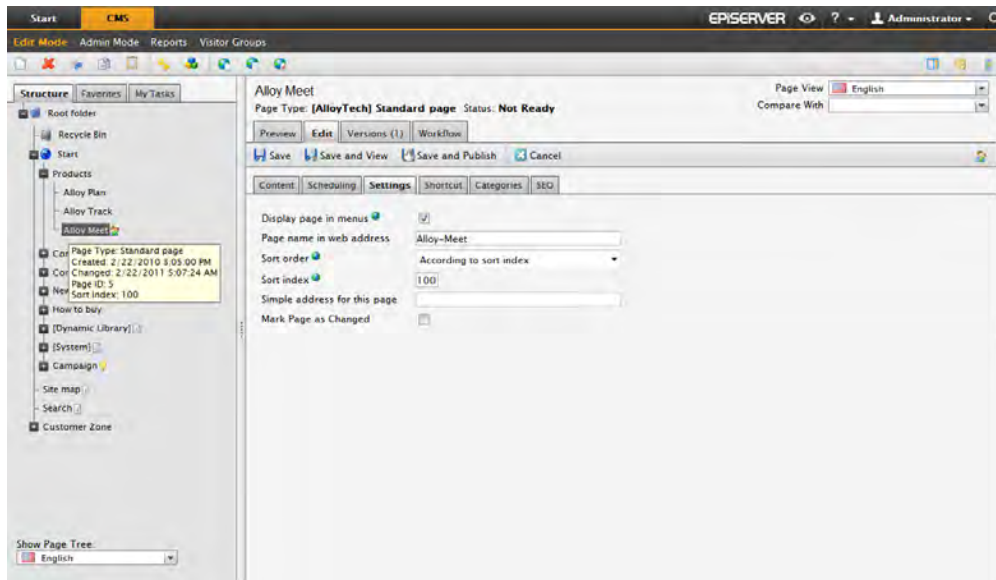 Start CMS EPISERVER ? Administrator
Edit Mode Admin Mode Reports Visitor Groups
Structure Favorites My Tasks
Root folder
Recycle Bin
Start
Products
Alloy Plan
Alloy Track
Alloy Meet
Page Type: Standard page
Created: 2/22/2010 3:05:00 PM
Changed: 2/22/2011 5:07:24 AM
Page ID: 5
Sort Index: 100
Co
Co
New
How to buy
[Dynamic Library]
[System]
Campaign
Site map
Search
Customer Zone
Show Page Tree:
English
Alloy Meet
Page Type: [AlloyTech] Standard page Status: Not Ready
Page View English
Compare With
Preview Edit Versions (1) Workflow
Save Save and View Save and Publish Cancel
Content Scheduling Settings Shortcut Categories SEO
Display page in menus
Page name in web address Alloy-Meet
Sort order According to sort index
Sort index 100
Simple address for this page
Mark Page as Changed